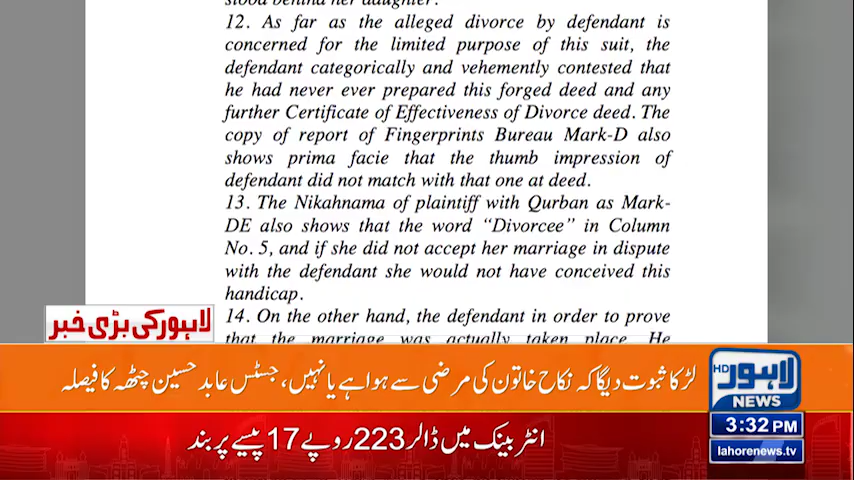 stood behind her daughter.
12. As far as the alleged divorce by defendant is
concerned for the limited purpose of this suit, the
defendant categorically and vehemently contested that
he had never ever prepared this forged deed and any
further Certificate of Effectiveness of Divorce deed. The
copy of report of Fingerprints Bureau Mark-D also
shows prima facie that the thumb impression of
defendant did not match with that one at deed.
13. The Nikahnama of plaintiff with Qurban as Mark-
DE also shows that the word “Divorcee” in Column
No. 5, and if she did not accept her marriage in dispute
with the defendant she would not have conceived this
handicap.
14. On the other hand, the defendant in order to prove
that the marriage was actually taken place. He
لاہور کی بڑی خبر
لڑکا ثبوت دیگا کہ نکاح خاتون کی مرضی سے ہوا ہے یا نہیں، جسٹس عابد حسین چٹھہ کا فیصلہ
HD لاہور
NEWS
3:32 PM
lahorenews.tv
انٹر بینک میں ڈالر 223 روپے 17 پیسے پر بند